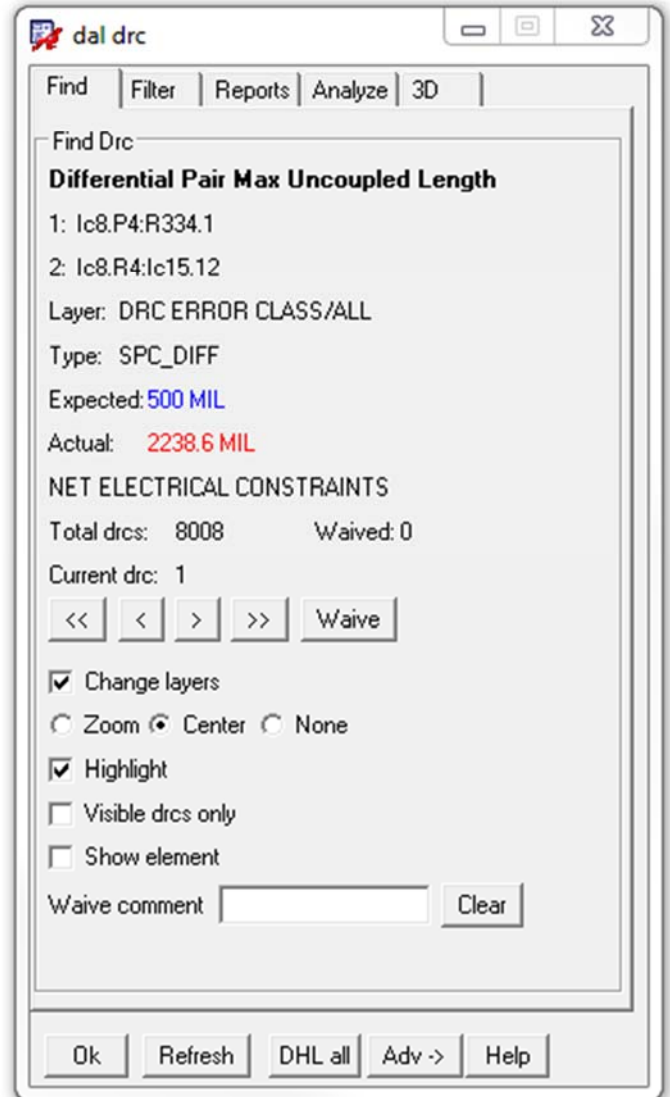 dal drc
Find Filter Reports Analyze 3D
Find Drc
Differential Pair Max Uncoupled Length
1: Ic8.P4:R334.1
2: Ic8.R4:Ic15.12
Layer: DRC ERROR CLASS/ALL
Type: SPC_DIFF
Expected: 500 MIL
Actual: 2238.6 MIL
NET ELECTRICAL CONSTRAINTS
Total drcs: 8008 Waived: 0
Current drc: 1
<< < > >> Waive
Change layers
Zoom Center None
Highlight
Visible drcs only
Show element
Waive comment Clear
Ok Refresh DHL all Adv -> Help